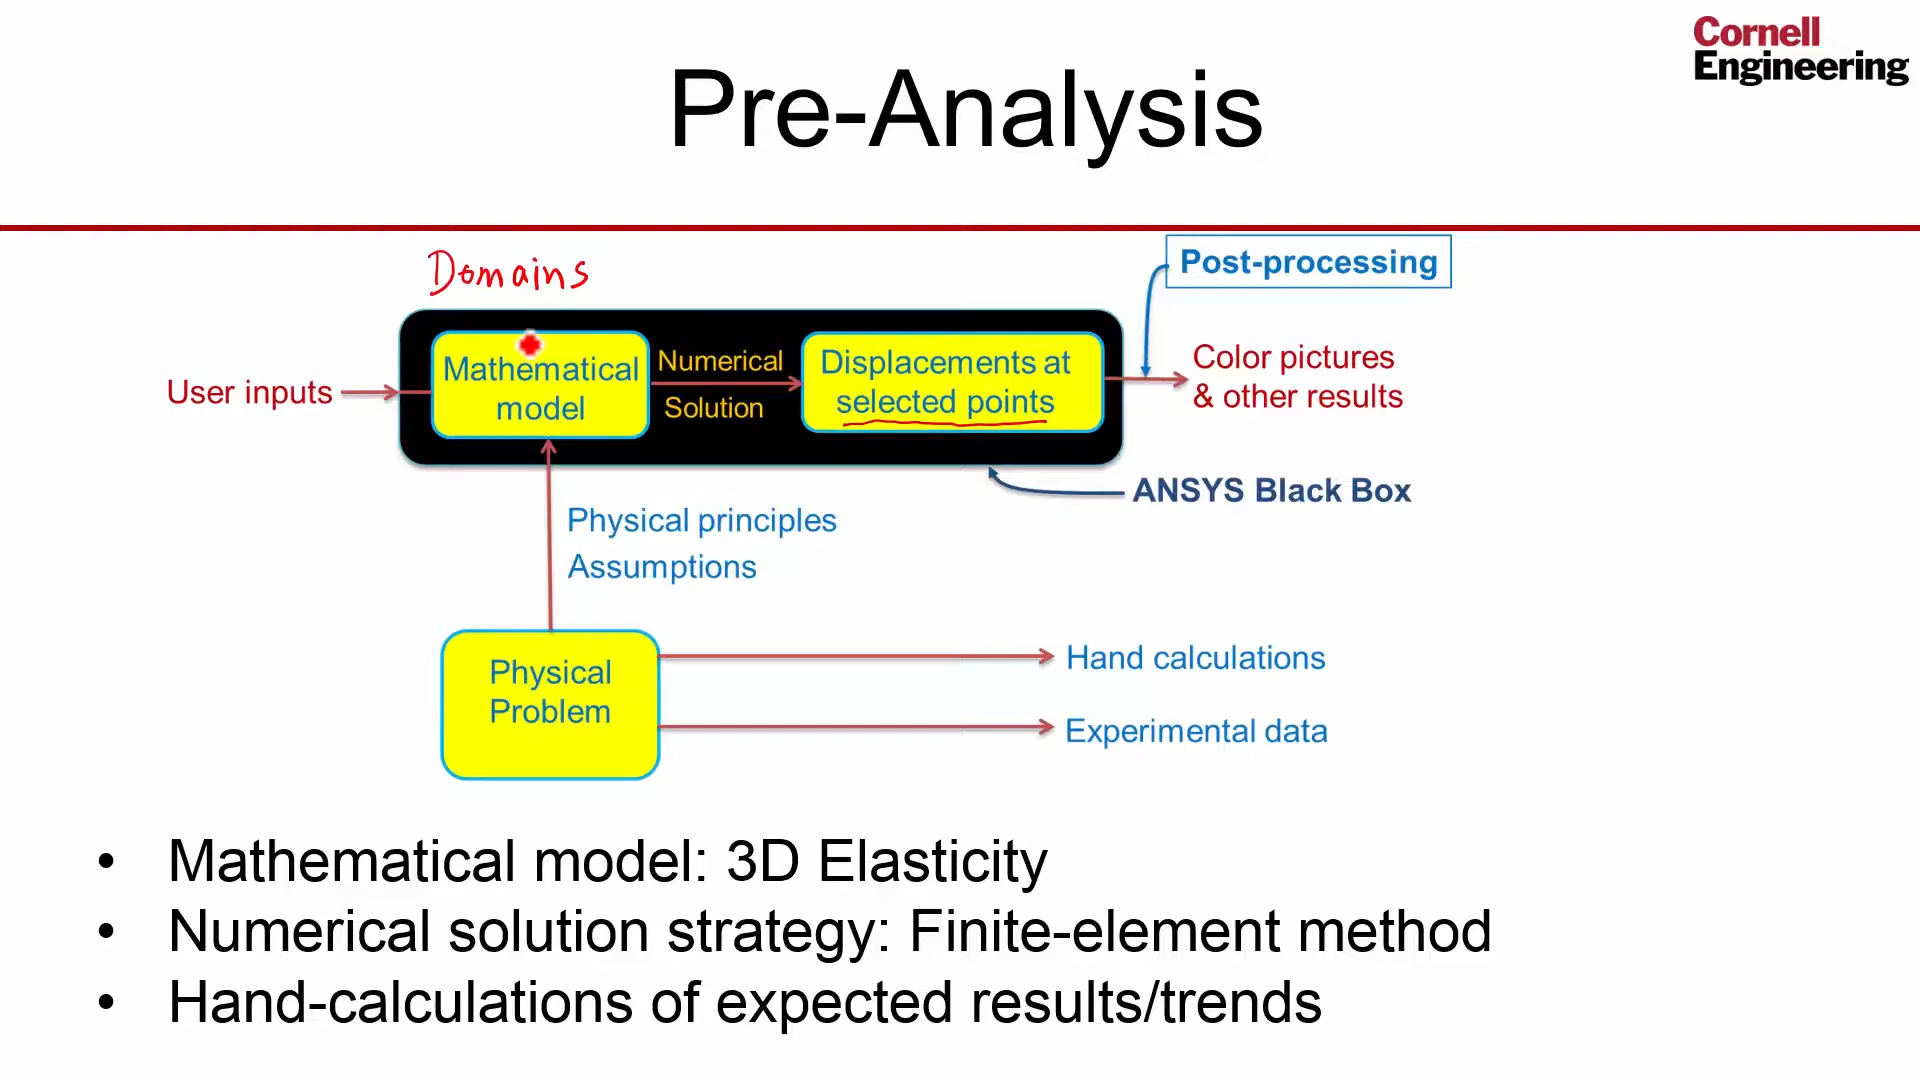 Cornell
Engineering
Pre-Analysis
Domains
Post-processing
User inputs
Mathematical
model
Numerical
Solution
Displacements at
selected points
Color pictures
& other results
ANSYS Black Box
Physical principles
Assumptions
Physical
Problem
Hand calculations
Experimental data
• Mathematical model: 3D Elasticity
• Numerical solution strategy: Finite-element method
• Hand-calculations of expected results/trends